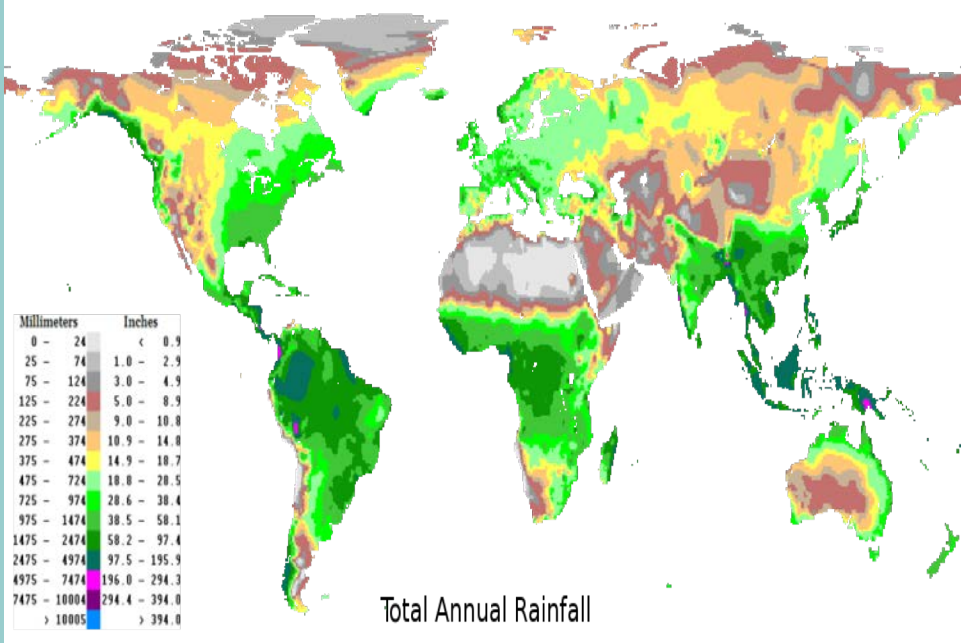 Millimeters Inches
0 - 24 < 0.9
25 - 74 1.0 - 2.9
75 - 124 3.0 - 4.9
125 - 224 5.0 - 8.9
225 - 274 9.0 - 10.8
275 - 374 10.9 - 14.8
375 - 474 14.9 - 18.7
475 - 724 18.8 - 28.5
725 - 974 28.6 - 38.4
975 - 1474 38.5 - 58.1
1475 - 2474 58.2 - 97.4
2475 - 4974 97.5 - 195.9
4975 - 7474 196.0 - 294.3
7475 - 10004 294.4 - 394.0
> 10005 > 394.0
Total Annual Rainfall